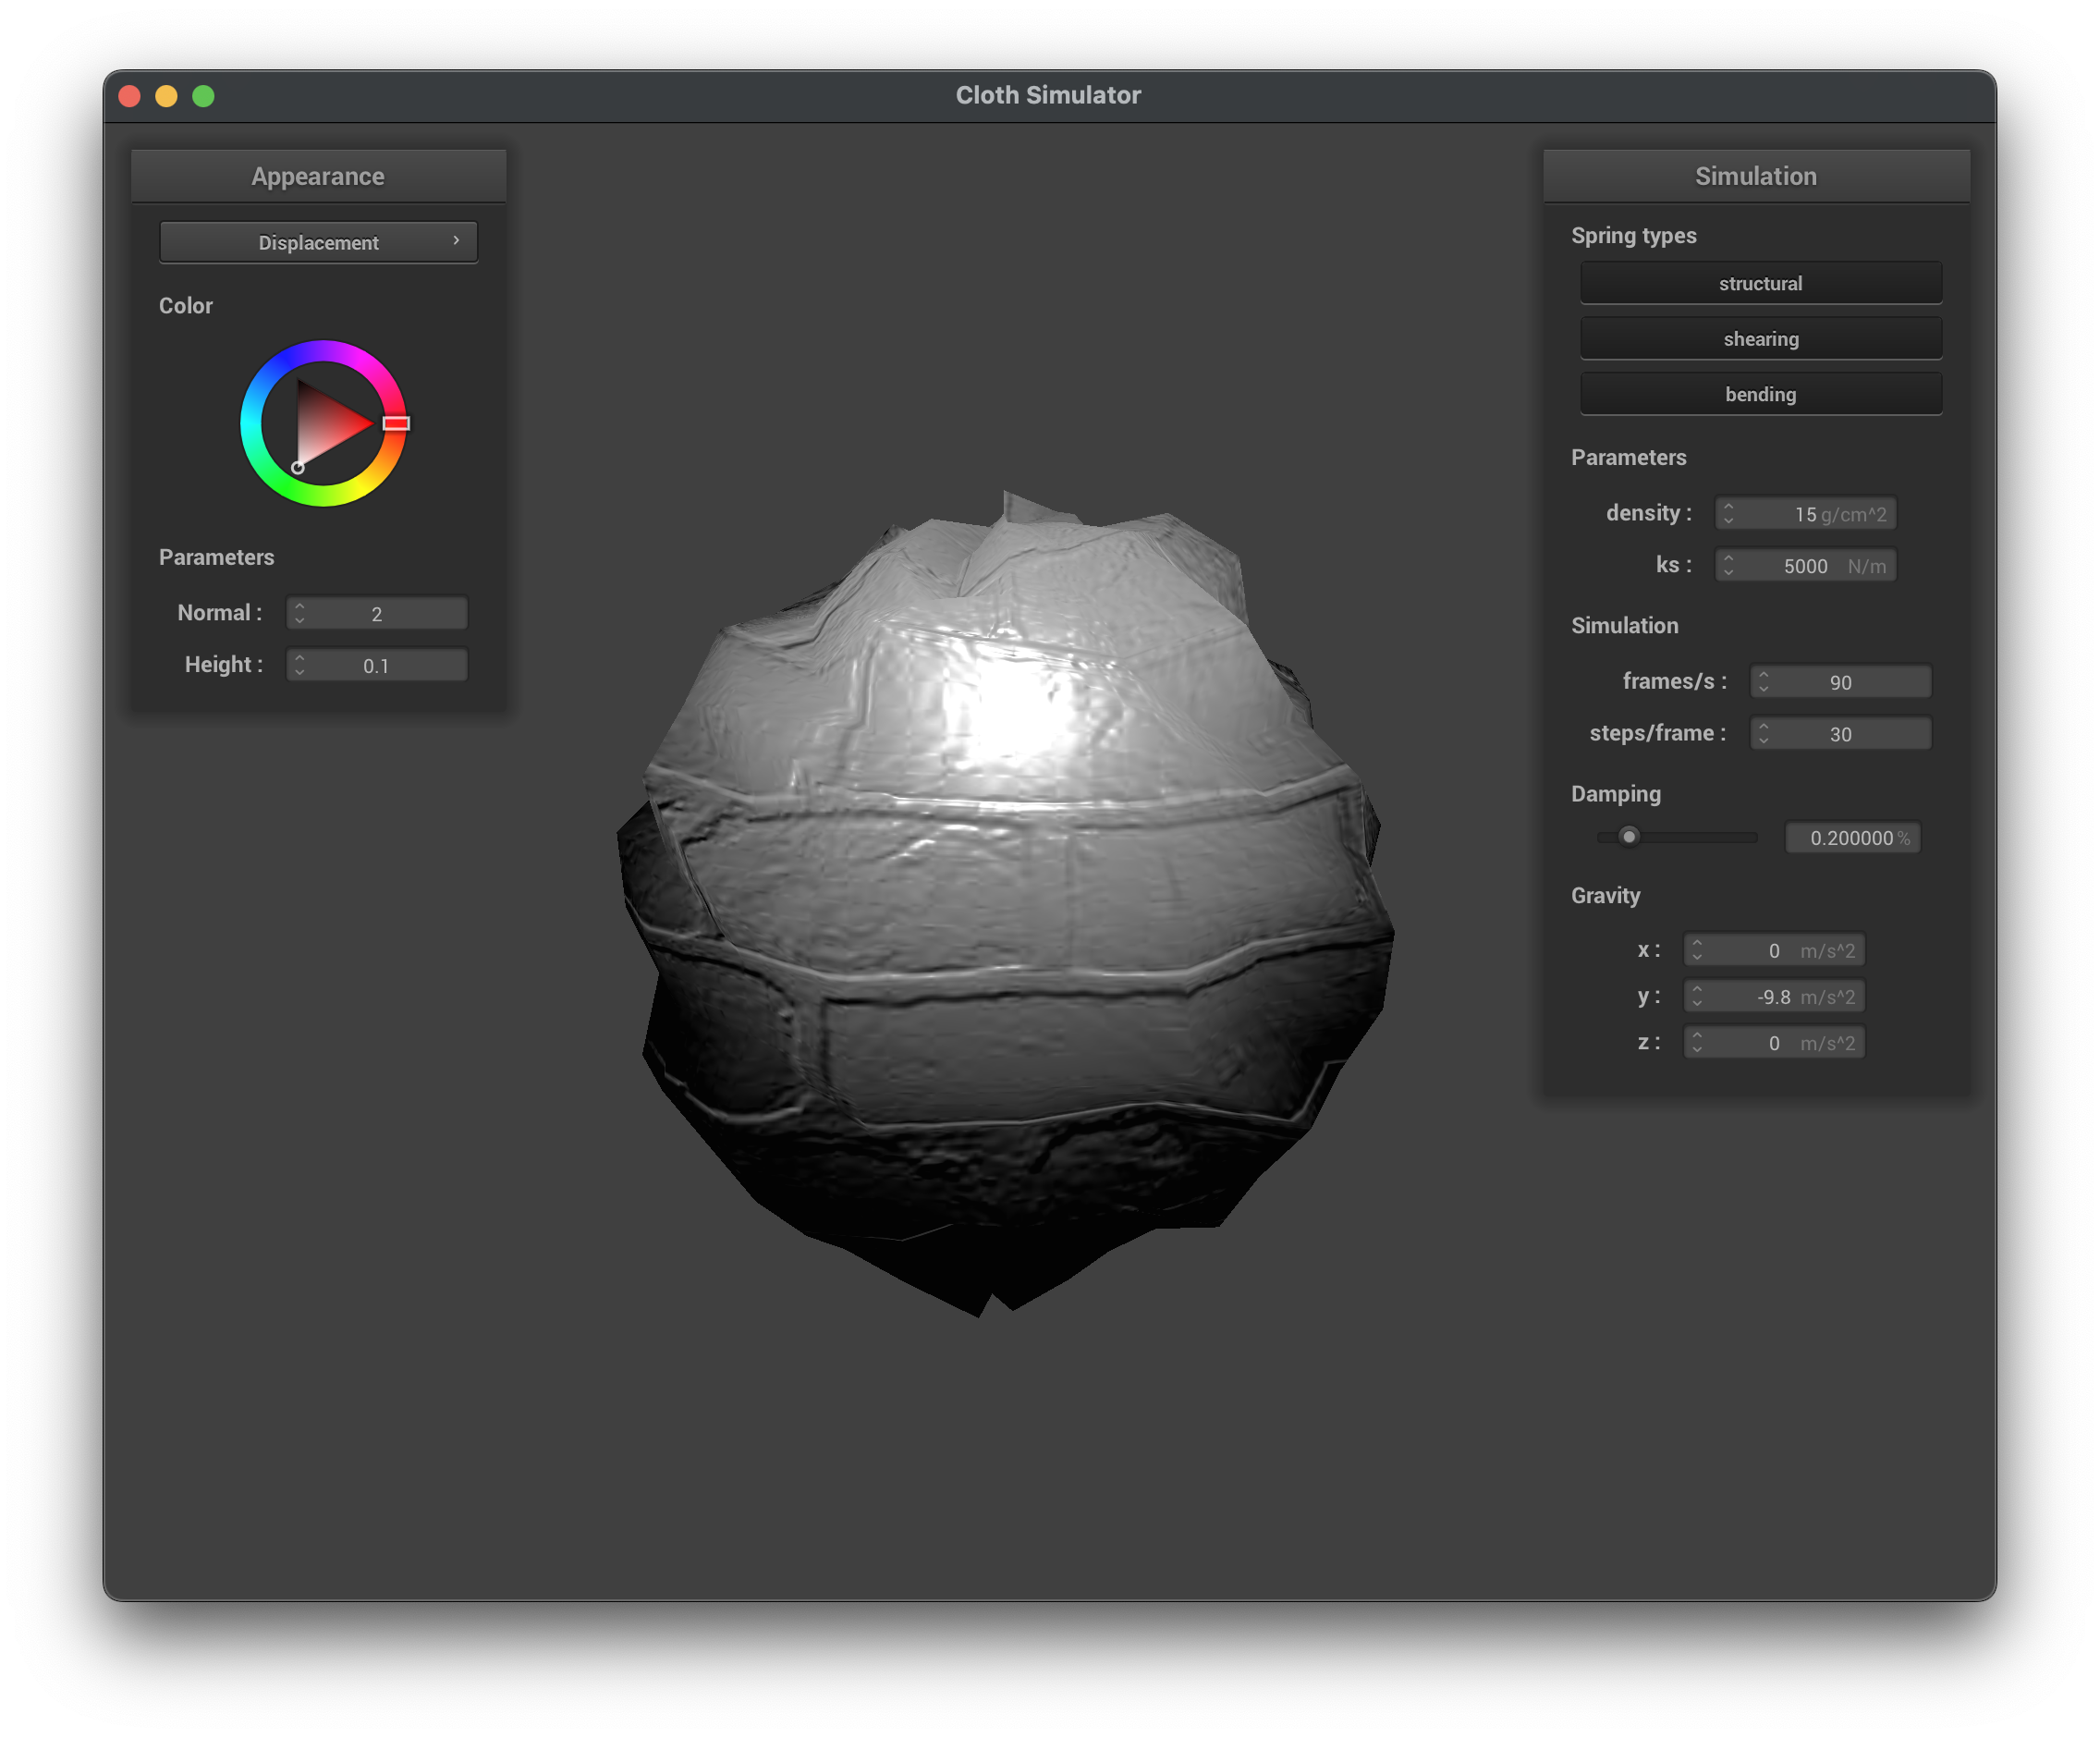 Cloth Simulator
Appearance
Displacement
Color
Parameters
Normal : 2
Height : 0.1
Simulation
Spring types
structural
shearing
bending
Parameters
density : 15 g/cm^2
ks : 5000 N/m
Simulation
frames/s : 90
steps/frame : 30
Damping
0.200000 %
Gravity
x : 0 m/s^2
y : -9.8 m/s^2
z : 0 m/s^2